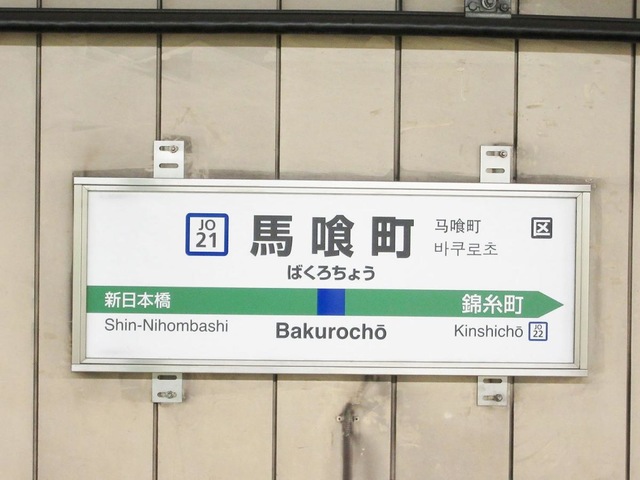 JO
21
馬喰町
马喰町
바쿠로초
区
ばくろちょう
新日本橋
錦糸町
Shin-Nihombashi
Bakurochō
Kinshichō
JO
22